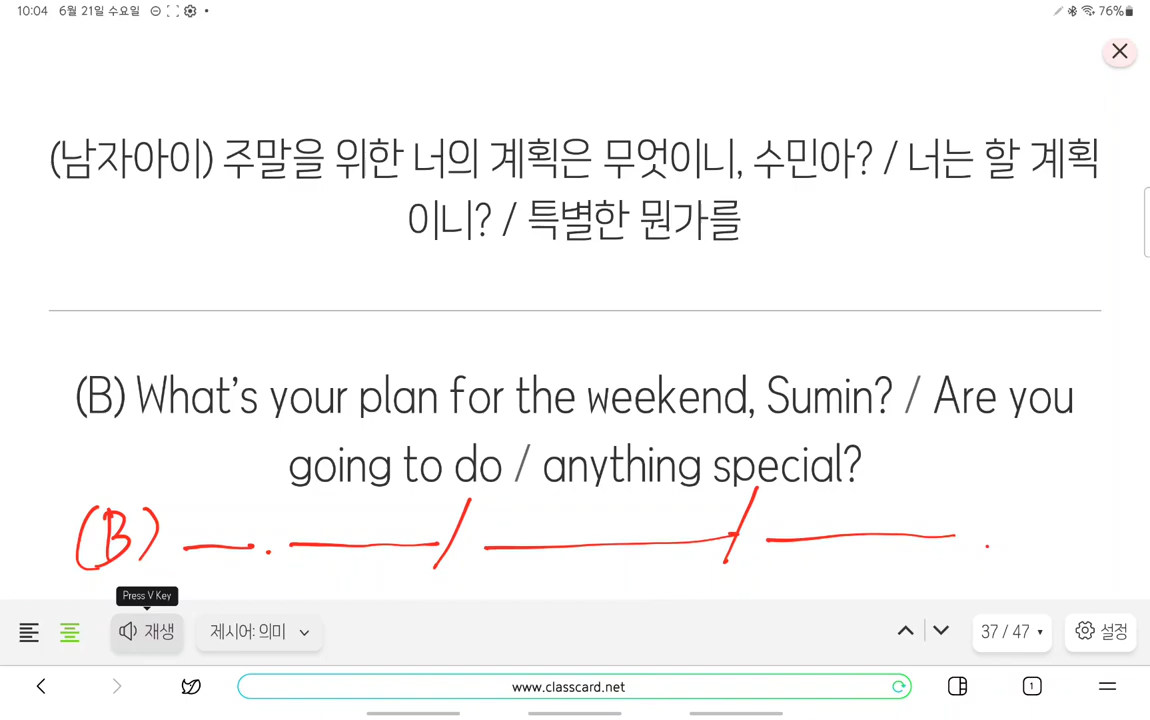 10:04 6월 21일 수요일
76%
(남자아이) 주말을 위한 너의 계획은 무엇이니, 수민아? / 너는 할 계획
이니? / 특별한 뭔가를
(B) What's your plan for the weekend, Sumin? / Are you
going to do / anything special?
(B) __. ____/ ______/ _____.
Press V Key
재생
제시어: 의미
37 / 47
설정
www.classcard.net
1